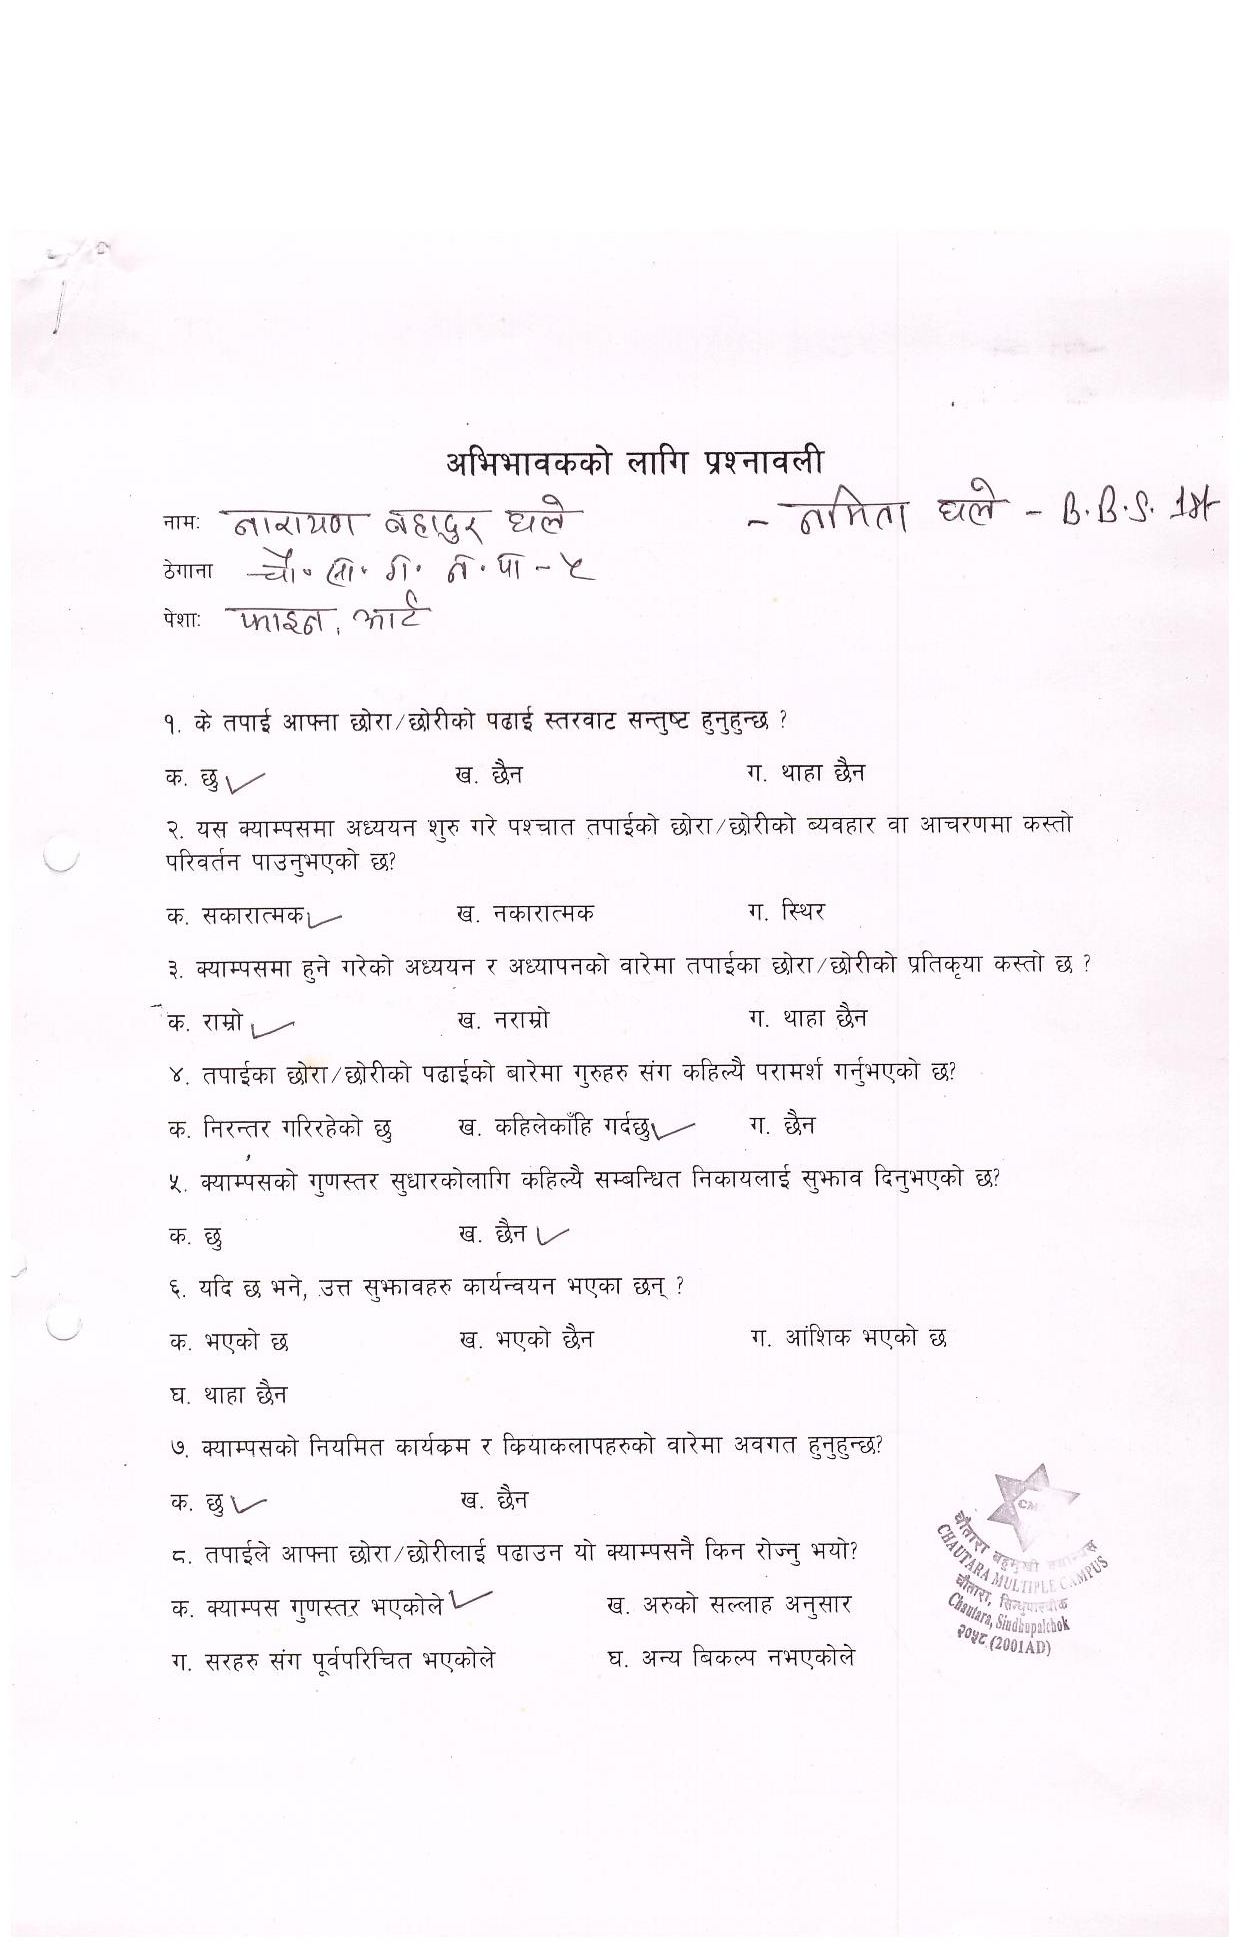 अभिभावकको लागि प्रश्नावली
नामः नारायण बहादुर घले - नमिता घले - B.B.S. 1st
ठेगाना चौ. सा. ग. न. पा - ५
पेशाः फाइन आर्ट
१. के तपाई आफ्ना छोरा/छोरीको पढाई स्तरवाट सन्तुष्ट हुनुहुन्छ ?
क. छु ✓ ख. छैन ग. थाहा छैन
२. यस क्याम्पसमा अध्ययन शुरु गरे पश्चात तपाईको छोरा/छोरीको ब्यवहार वा आचरणमा कस्तो
परिवर्तन पाउनुभएको छ?
क. सकारात्मक ✓ ख. नकारात्मक ग. स्थिर
३. क्याम्पसमा हुने गरेको अध्ययन र अध्यापनको वारेमा तपाईका छोरा/छोरीको प्रतिकृया कस्तो छ ?
क. राम्रो ✓ ख. नराम्रो ग. थाहा छैन
४. तपाईका छोरा/छोरीको पढाईको बारेमा गुरुहरु संग कहिल्यै परामर्श गर्नुभएको छ?
क. निरन्तर गरिरहेको छु ख. कहिलेकाँहि गर्दछु ✓ ग. छैन
५. क्याम्पसको गुणस्तर सुधारकोलागि कहिल्यै सम्बन्धित निकायलाई सुझाव दिनुभएको छ?
क. छु ख. छैन ✓
६. यदि छ भने, उत्त सुझावहरु कार्यन्वयन भएका छन् ?
क. भएको छ ख. भएको छैन ग. आंशिक भएको छ
घ. थाहा छैन
७. क्याम्पसको नियमित कार्यक्रम र क्रियाकलापहरुको वारेमा अवगत हुनुहुन्छ?
क. छु ✓ ख. छैन
८. तपाईले आफ्ना छोरा/छोरीलाई पढाउन यो क्याम्पसनै किन रोज्नु भयो?
क. क्याम्पस गुणस्तर भएकोले ✓ ख. अरुको सल्लाह अनुसार
ग. सरहरु संग पूर्वपरिचित भएकोले घ. अन्य बिकल्प नभएकोले
चौतारा बहुमुखी क्याम्पस
CHAUTARA MULTIPLE CAMPUS
चौतारा, सिन्धुपाल्चोक
Chautara, Sindhupalchok
२०५८ (2001AD)